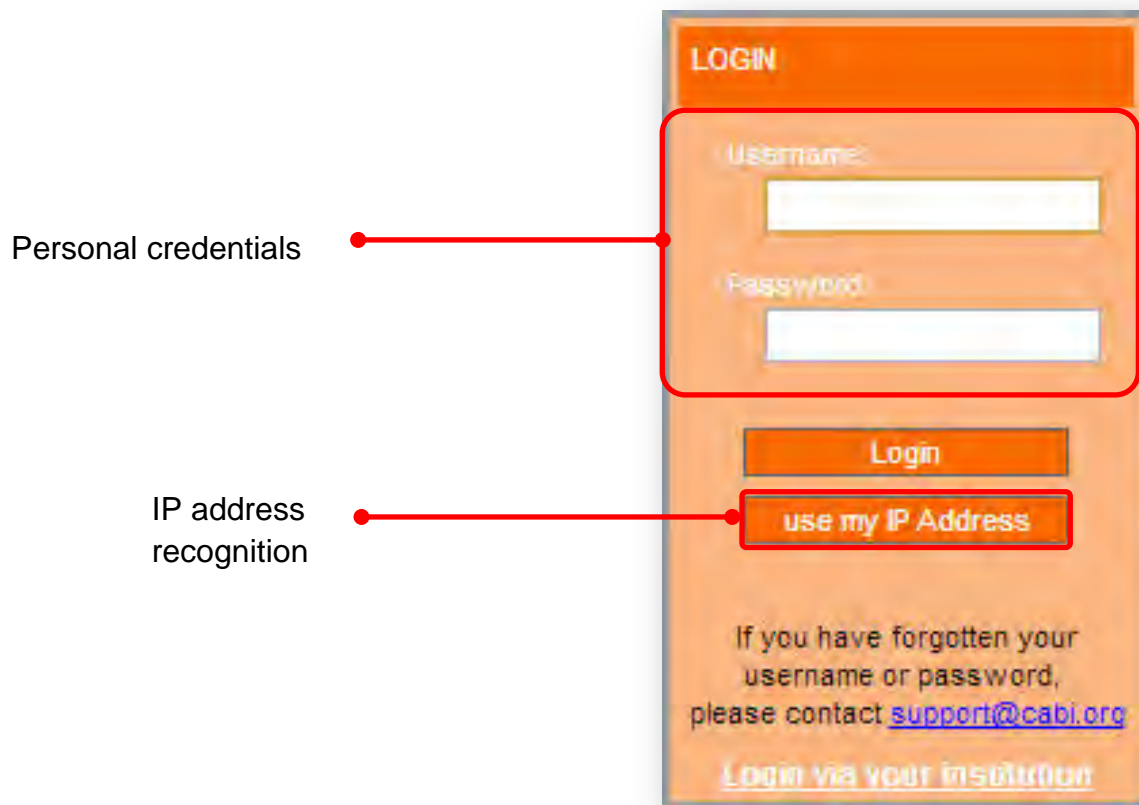 LOGIN
Username:
Password:
Personal credentials
Login
use my IP Address
IP address
recognition
If you have forgotten your
username or password,
please contact support@cabi.org
Login via your institution